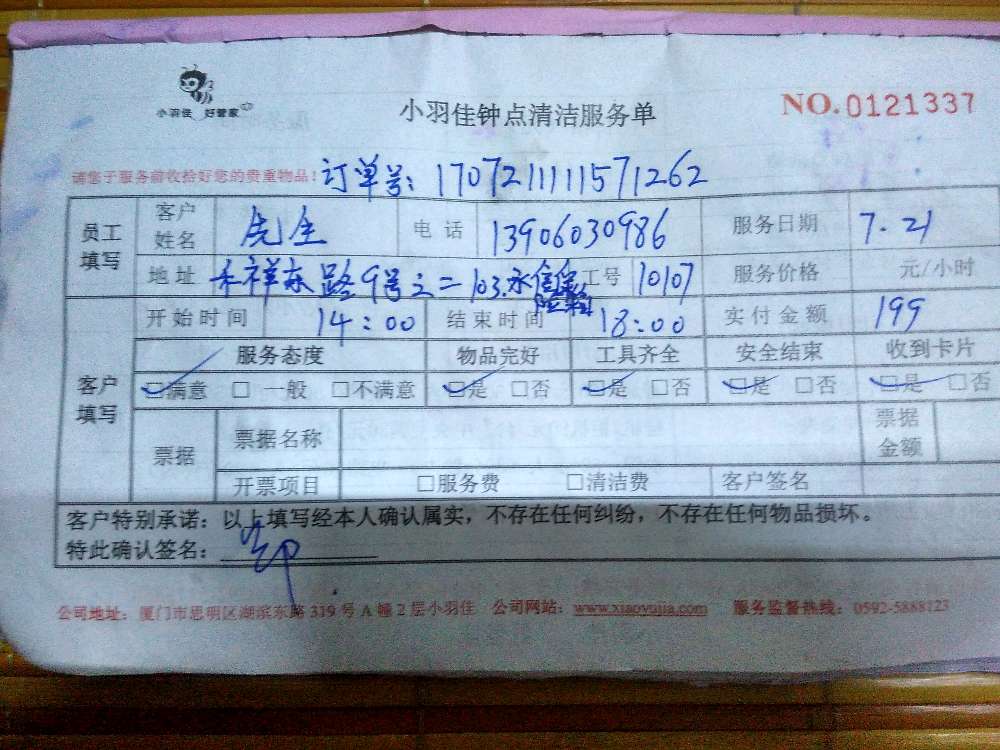 小羽佳 好管家
小羽佳钟点清洁服务单
NO.0121337
请您于服务前收拾好您的贵重物品!
订单号: 170721111571262
员工填写 客户姓名 先生 电话 13906030986 服务日期 7.21
地址 禾祥东路9号之二103.永信 工号 10107 服务价格 元/小时
开始时间 14:00 结束时间 18:00 实付金额 199
客户填写 服务态度 物品完好 工具齐全 安全结束 收到卡片
☑满意 □一般 □不满意 ☑是 □否 ☑是 □否 ☑是 □否 ☑是 □否
票据 票据名称 票据金额
开票项目 □服务费 □清洁费 客户签名
客户特别承诺:以上填写经本人确认属实,不存在任何纠纷,不存在任何物品损坏。
特此确认签名:
公司地址:厦门市思明区湖滨东路319号A幢2层小羽佳 公司网站:www.xiaoyujia.com 服务监督热线:0592-5888123